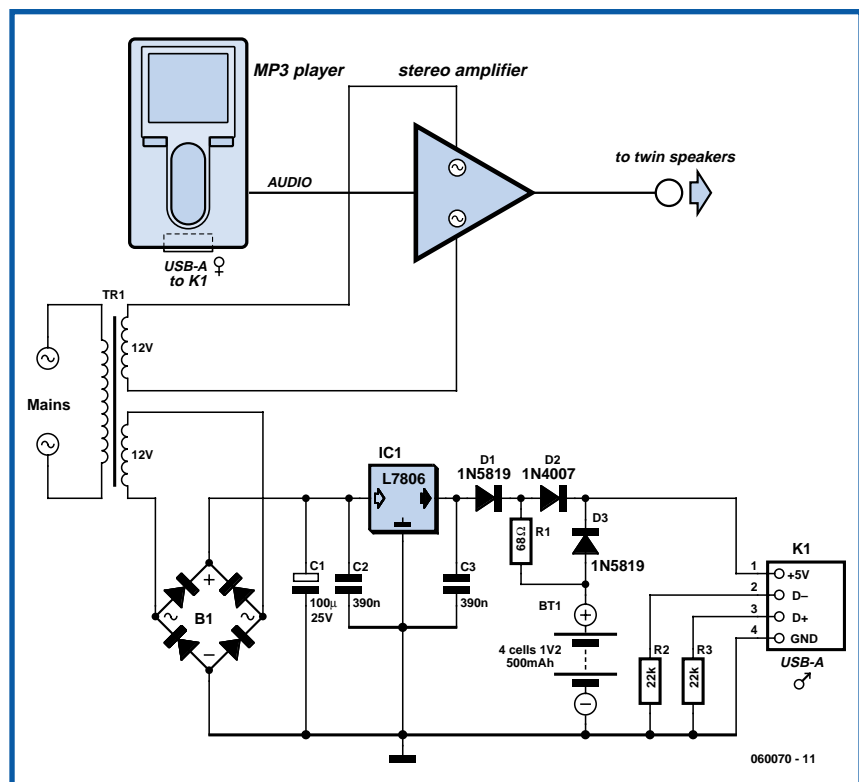 MP3 player
stereo amplifier
to twin speakers
AUDIO
USB-A ♀
to K1
TR1
12V
Mains
12V
IC1
L7806
D1
1N5819
D2
1N4007
R1
68Ω
D3
1N5819
K1
1
+5V
2
D–
3
D+
4
GND
USB-A
♂
B1
+
–
C1
100µ
25V
C2
390n
C3
390n
BT1
+
4 cells 1V2
500mAh
–
R2
22k
R3
22k
060070 - 11